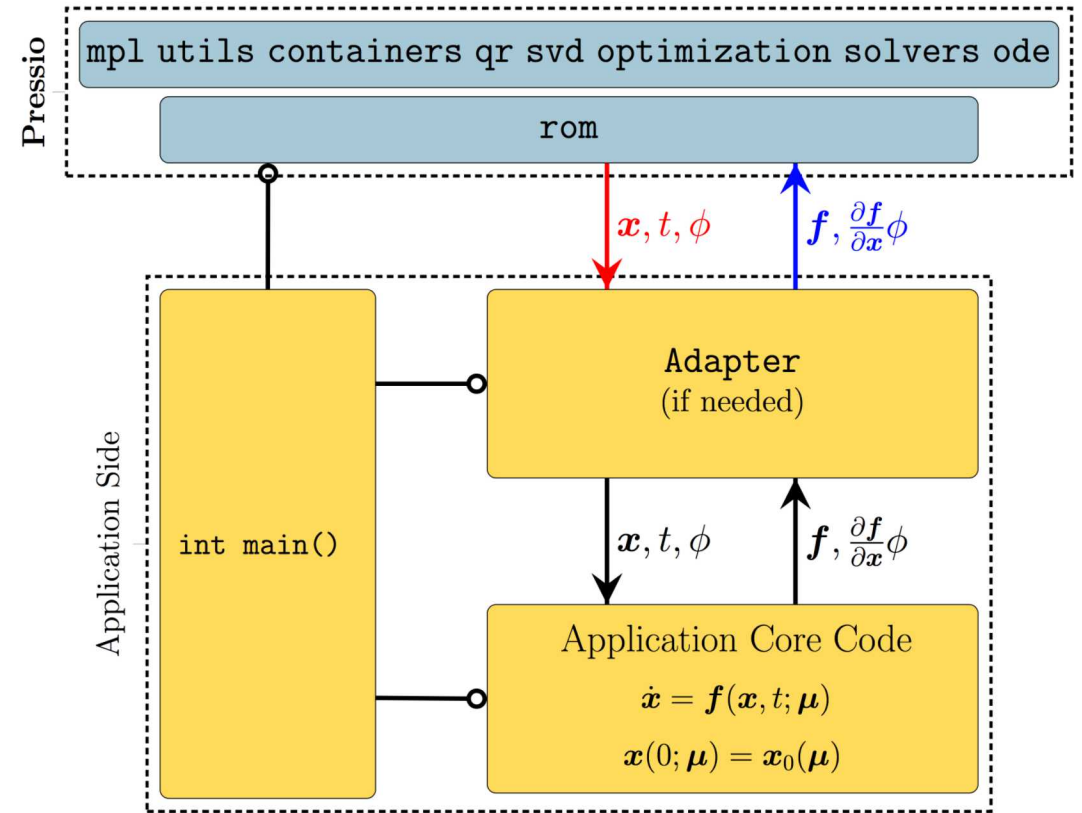 Pressio
mpl utils containers qr svd optimization solvers ode
rom
𝒙, t, ϕ
𝒇, ∂𝒇/∂𝒙 ϕ
Application Side
int main()
Adapter
(if needed)
𝒙, t, ϕ
𝒇, ∂𝒇/∂𝒙 ϕ
Application Core Code
𝒙̇ = 𝒇(𝒙, t; 𝝁)
𝒙(0; 𝝁) = 𝒙₀(𝝁)